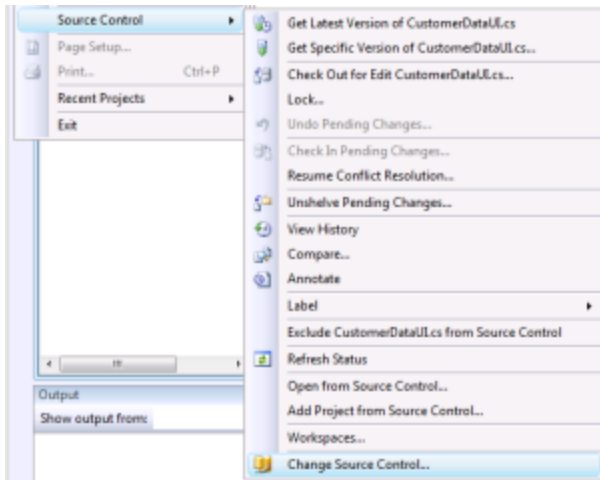 Source Control
Page Setup...
Print... Ctrl+P
Recent Projects
Exit
Get Latest Version of CustomerDataUI.cs
Get Specific Version of CustomerDataUI.cs...
Check Out for Edit CustomerDataUI.cs...
Lock...
Undo Pending Changes...
Check In Pending Changes...
Resume Conflict Resolution...
Unshelve Pending Changes...
View History
Compare...
Annotate
Label
Exclude CustomerDataUI.cs from Source Control
Refresh Status
Open from Source Control...
Add Project from Source Control...
Workspaces...
Change Source Control...
Output
Show output from: